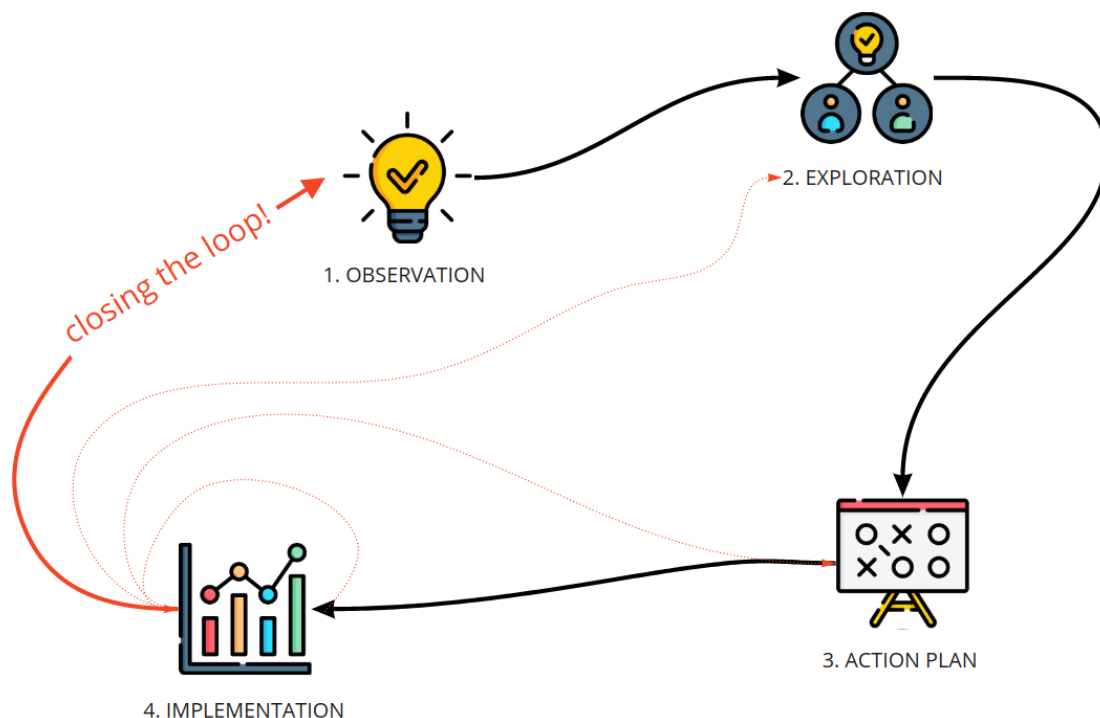 1. OBSERVATION
2. EXPLORATION
closing the loop!
3. ACTION PLAN
4. IMPLEMENTATION